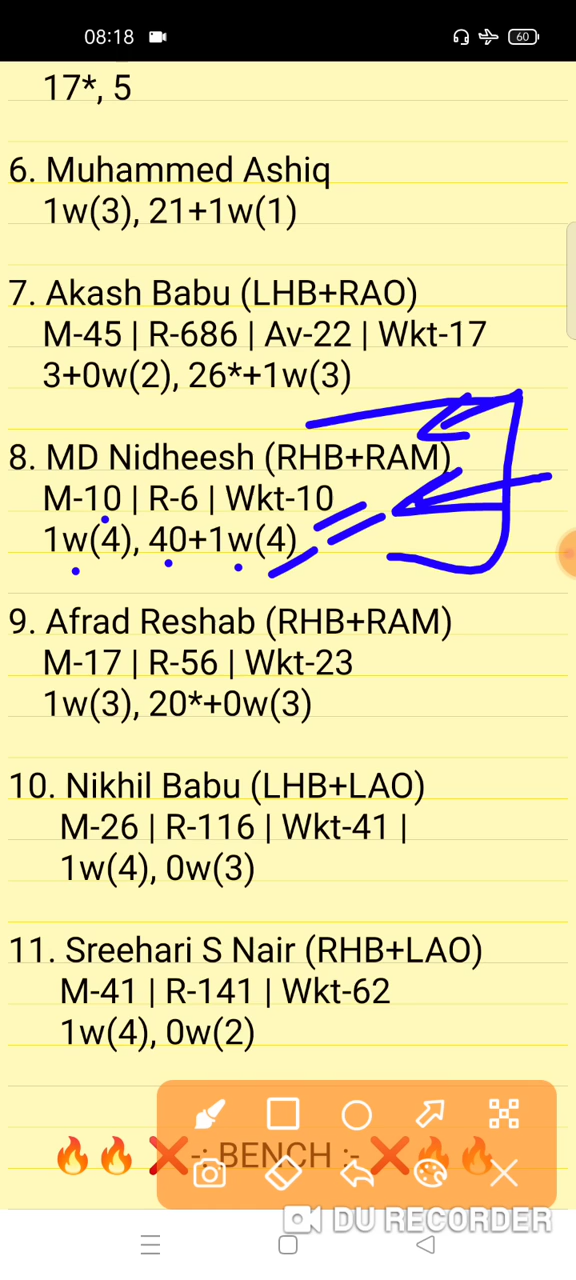 08:18
60
17*, 5
6. Muhammed Ashiq
1w(3), 21+1w(1)
7. Akash Babu (LHB+RAO)
M-45 | R-686 | Av-22 | Wkt-17
3+0w(2), 26*+1w(3)
8. MD Nidheesh (RHB+RAM)
M-10 | R-6 | Wkt-10
1w(4), 40+1w(4)
9. Afrad Reshab (RHB+RAM)
M-17 | R-56 | Wkt-23
1w(3), 20*+0w(3)
10. Nikhil Babu (LHB+LAO)
M-26 | R-116 | Wkt-41 |
1w(4), 0w(3)
11. Sreehari S Nair (RHB+LAO)
M-41 | R-141 | Wkt-62
1w(4), 0w(2)
🔥🔥 ❌-: BENCH :-❌🔥🔥
DU RECORDER